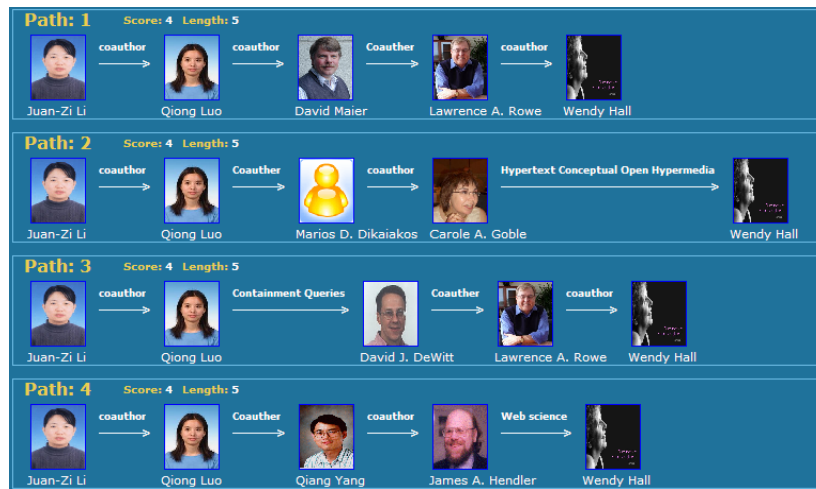 Path: 1 Score: 4 Length: 5
coauthor coauthor Coauther coauthor
Juan-Zi Li Qiong Luo David Maier Lawrence A. Rowe Wendy Hall
Path: 2 Score: 4 Length: 5
coauthor Coauther coauthor Hypertext Conceptual Open Hypermedia
Juan-Zi Li Qiong Luo Marios D. Dikaiakos Carole A. Goble Wendy Hall
Path: 3 Score: 4 Length: 5
coauthor Containment Queries Coauther coauthor
Juan-Zi Li Qiong Luo David J. DeWitt Lawrence A. Rowe Wendy Hall
Path: 4 Score: 4 Length: 5
coauthor Coauther coauthor Web science
Juan-Zi Li Qiong Luo Qiang Yang James A. Hendler Wendy Hall